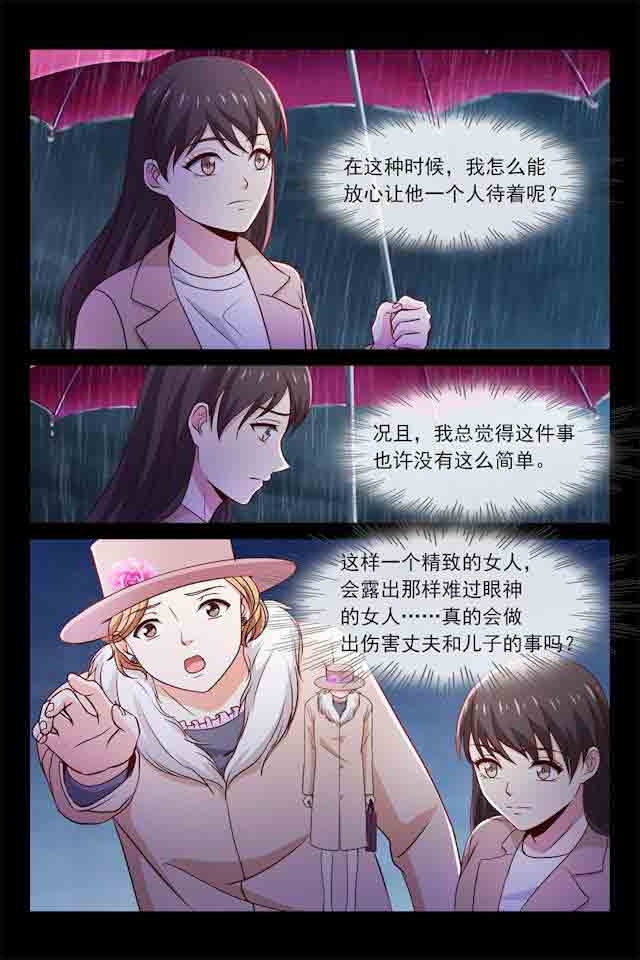 在这种时候，我怎么能
放心让他一个人待着呢？
况且，我总觉得这件事
也许没有这么简单。
这样一个精致的女人，
会露出那样难过眼神
的女人……真的会做
出伤害丈夫和儿子的事吗？